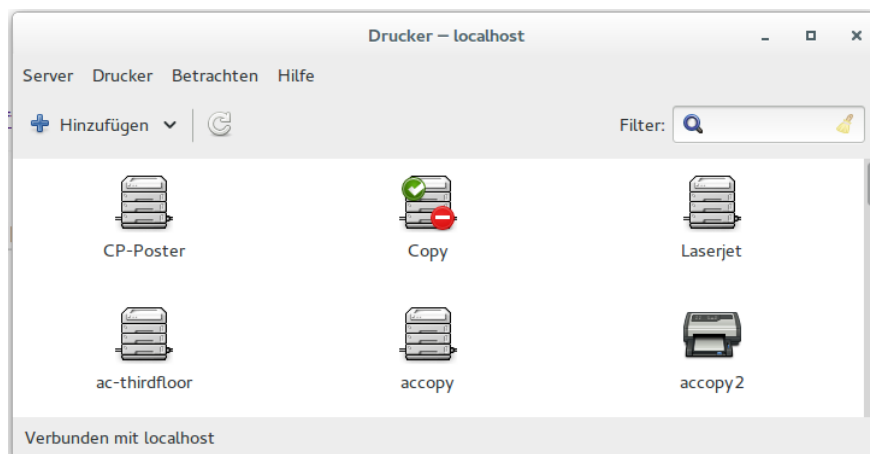 Drucker – localhost
Server Drucker Betrachten Hilfe
Hinzufügen Filter:
CP-Poster Copy Laserjet
ac-thirdfloor accopy accopy2
Verbunden mit localhost